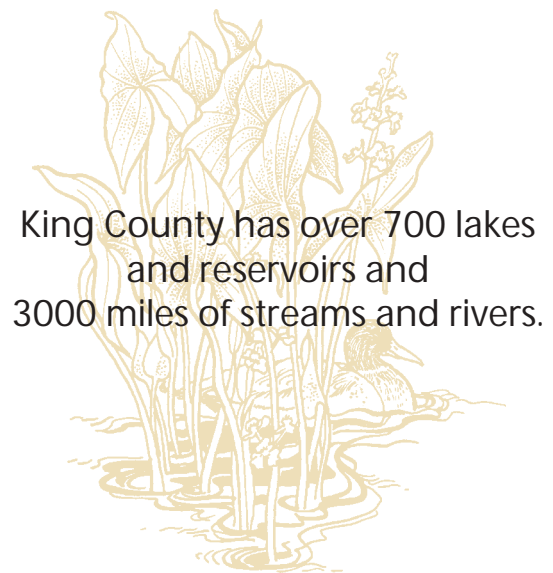 King County has over 700 lakes
and reservoirs and
3000 miles of streams and rivers.